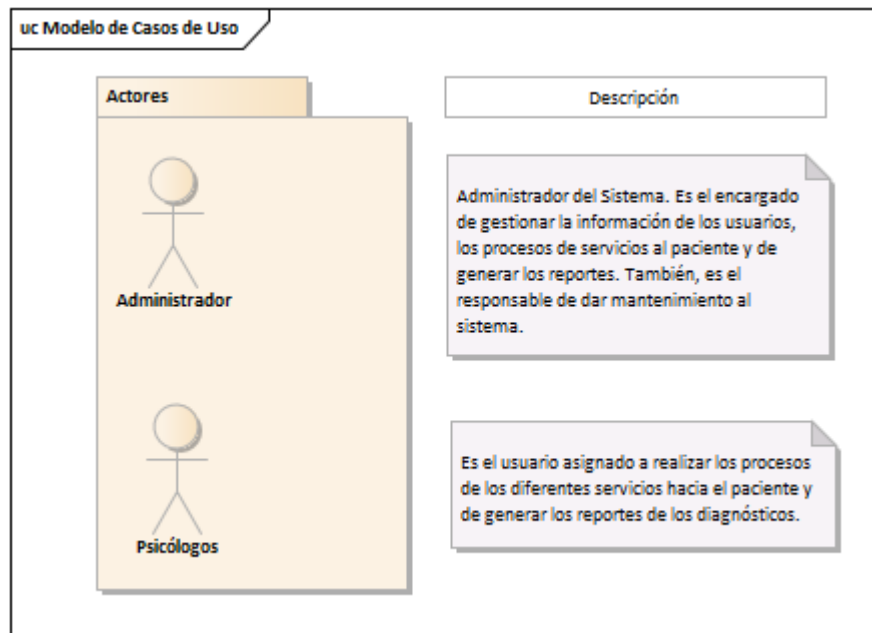 uc Modelo de Casos de Uso
Actores
Descripción
Administrador del Sistema. Es el encargado
de gestionar la información de los usuarios,
los procesos de servicios al paciente y de
generar los reportes. También, es el
responsable de dar mantenimiento al
sistema.
Administrador
Es el usuario asignado a realizar los procesos
de los diferentes servicios hacia el paciente y
de generar los reportes de los diagnósticos.
Psicólogos